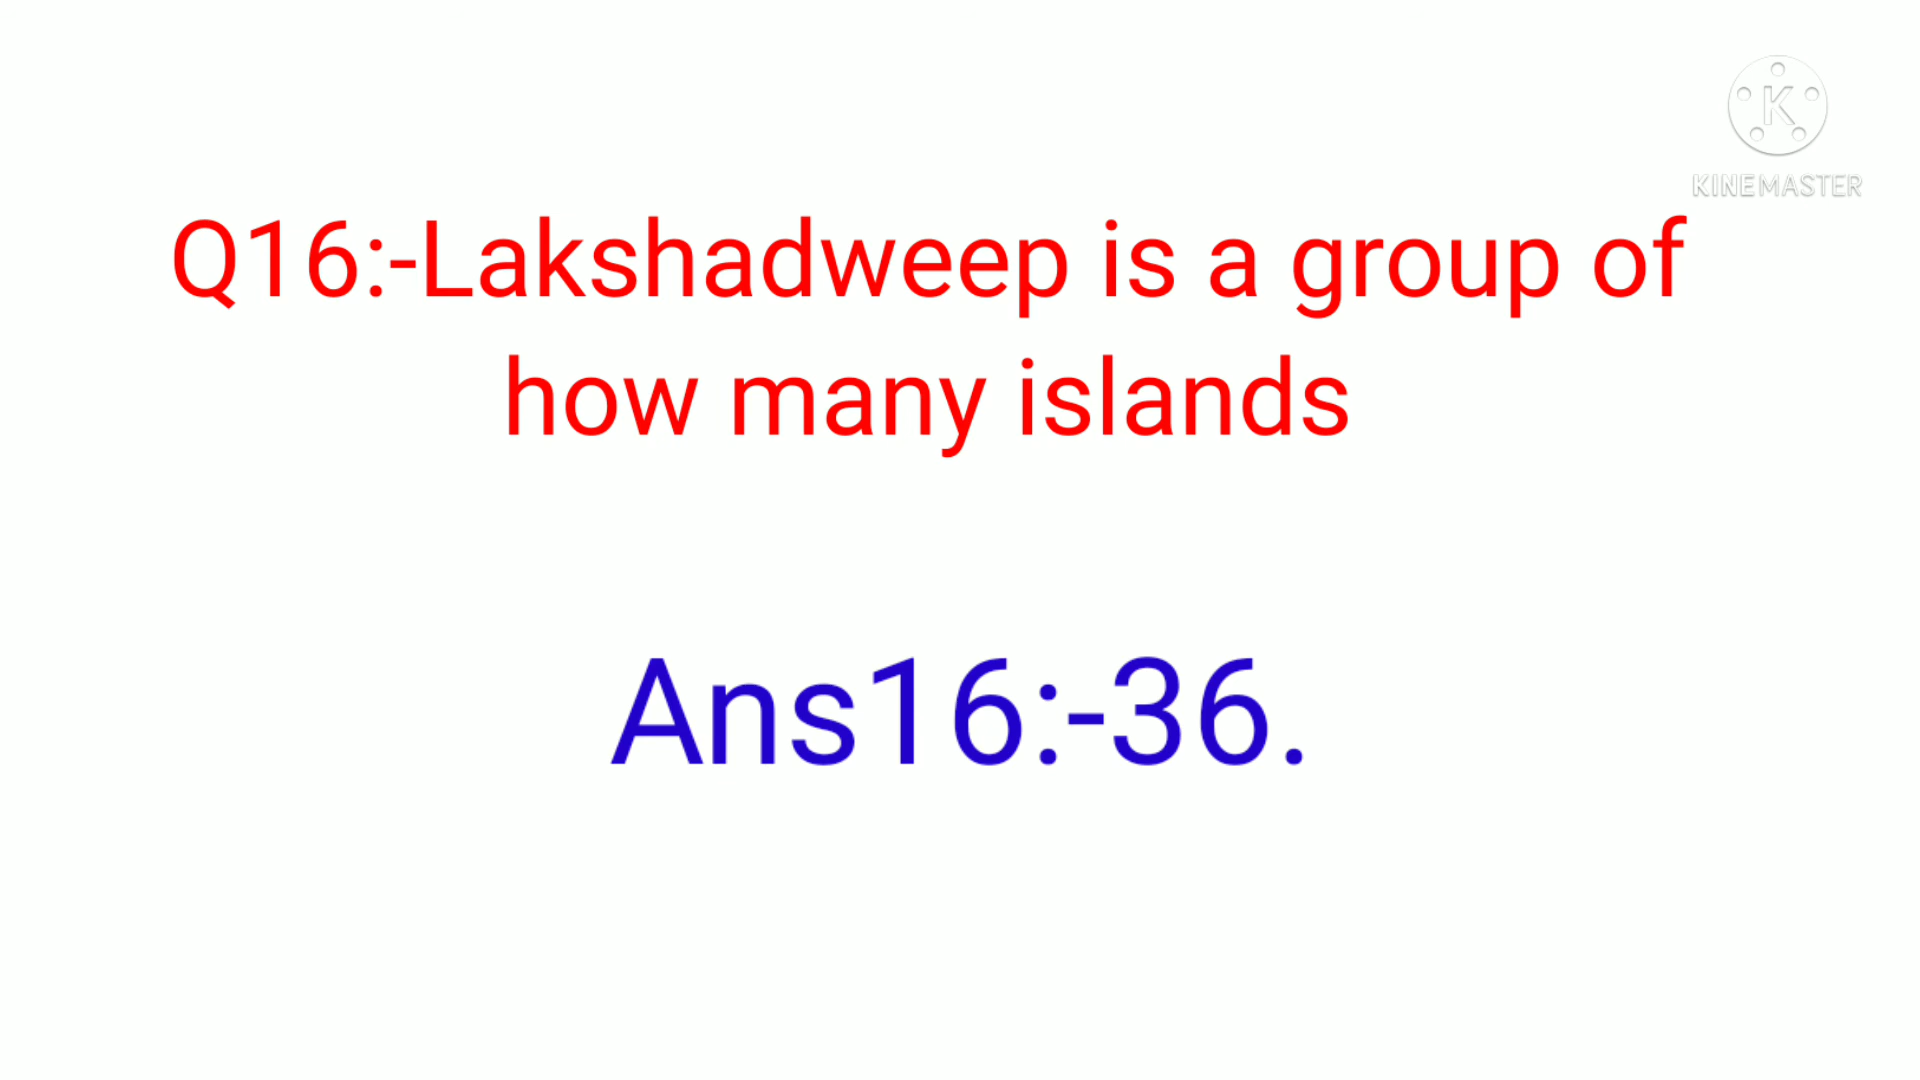 KINEMASTER
Q16:-Lakshadweep is a group of
how many islands
Ans16:-36.